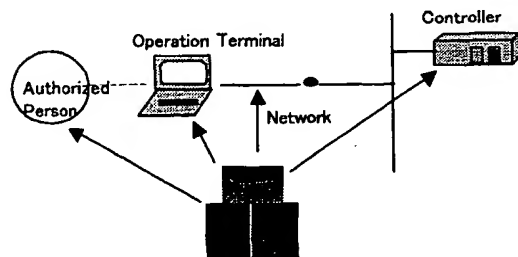 Controller
Operation Terminal
Authorized
Person
Network